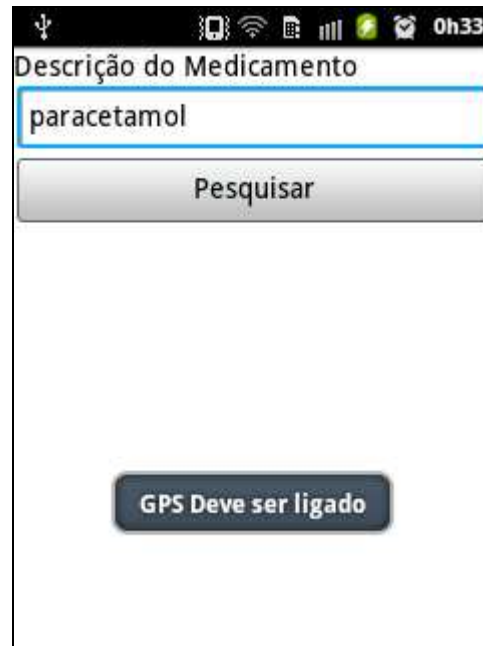 0h33
Descrição do Medicamento
paracetamol
Pesquisar
GPS Deve ser ligado